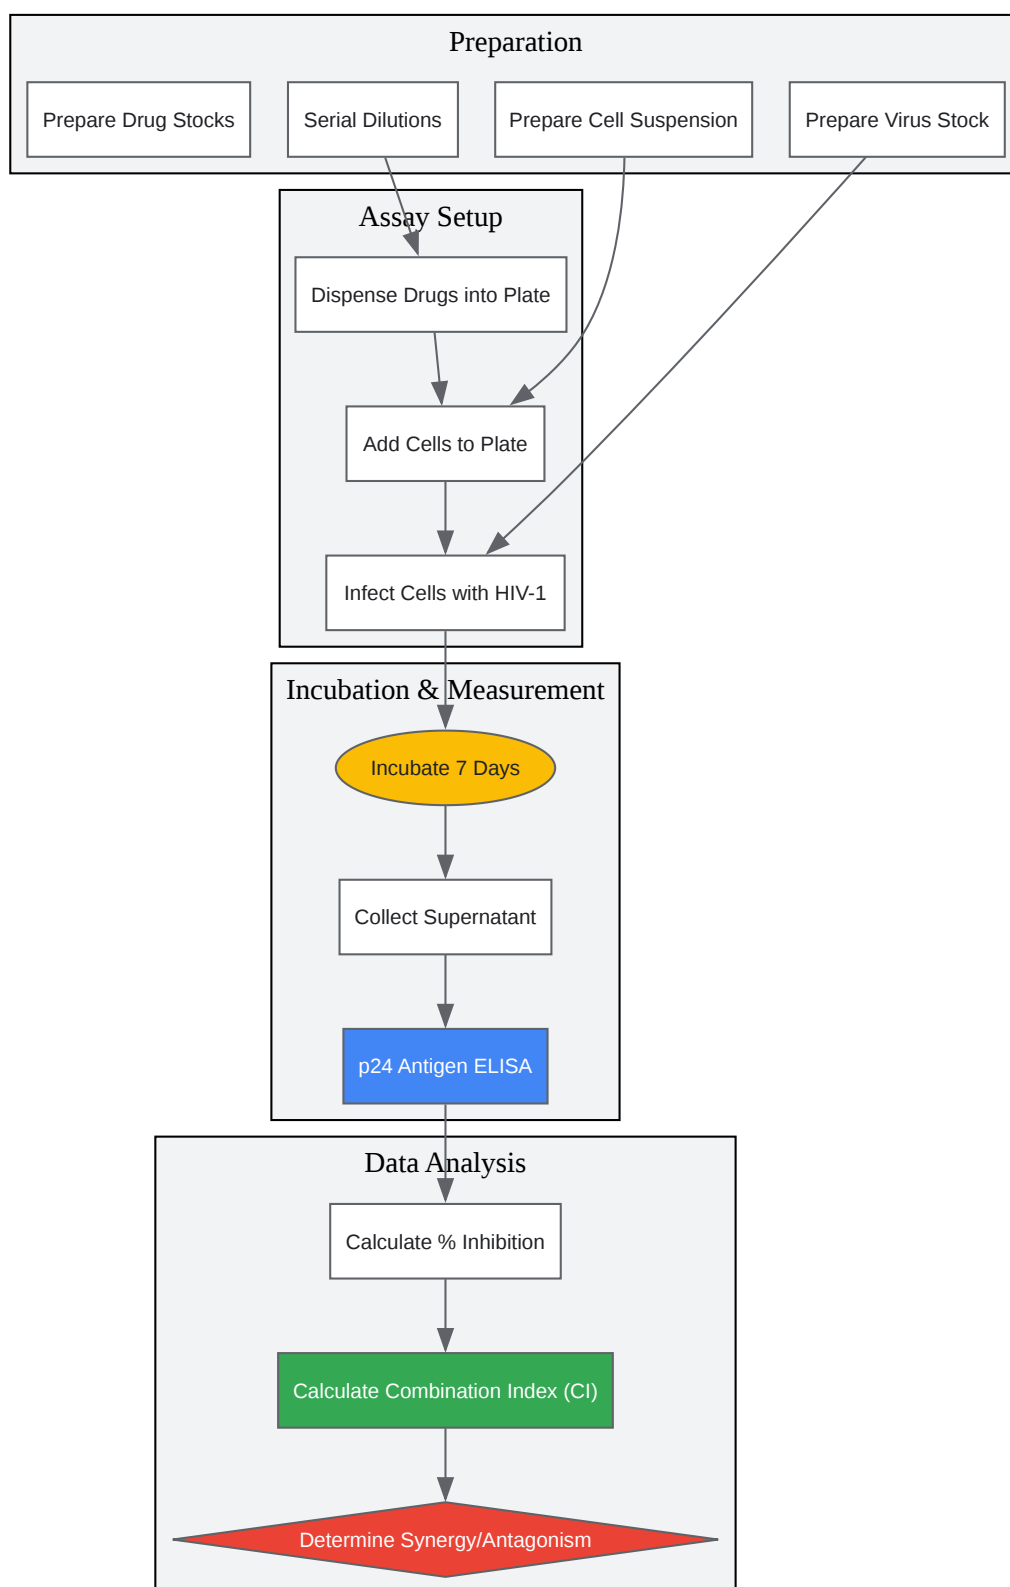 Preparation
Prepare Drug Stocks
Serial Dilutions
Prepare Cell Suspension
Prepare Virus Stock
Assay Setup
Dispense Drugs into Plate
Add Cells to Plate
Infect Cells with HIV-1
Incubation & Measurement
Incubate 7 Days
Collect Supernatant
p24 Antigen ELISA
Data Analysis
Calculate % Inhibition
Calculate Combination Index (CI)
Determine Synergy/Antagonism